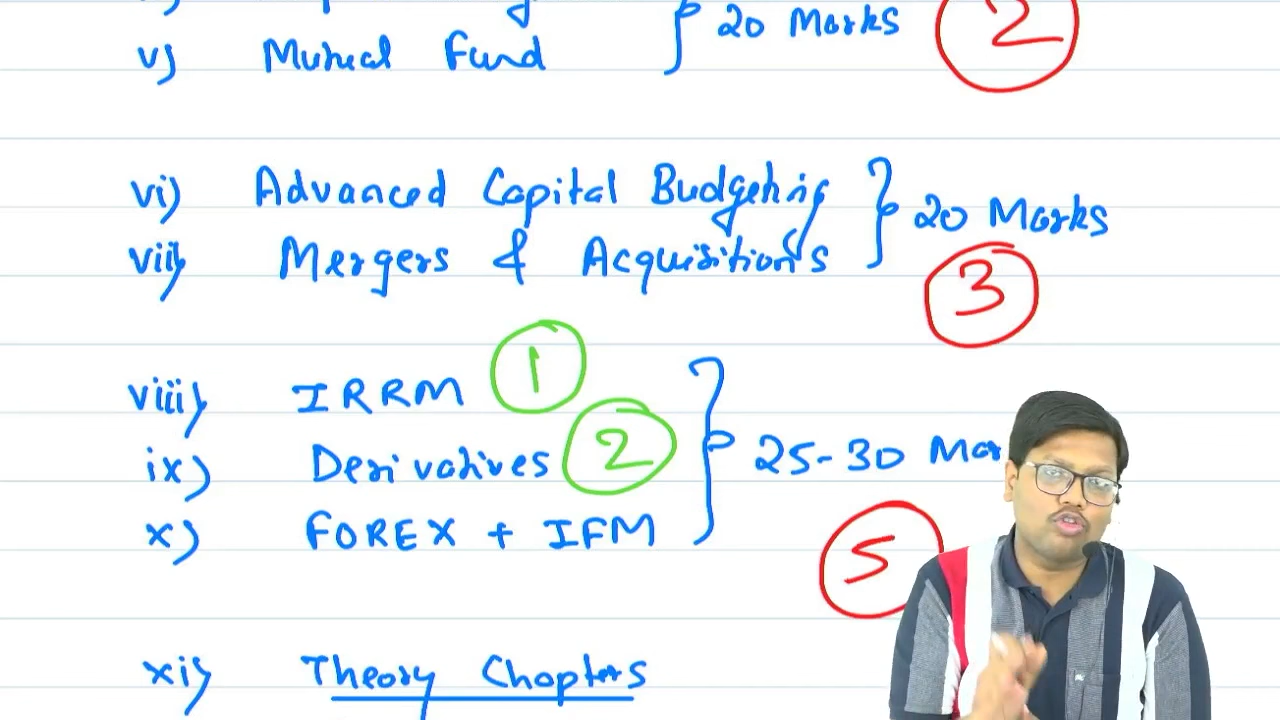 20 Marks 2
v) Mutual Fund
vi) Advanced Capital Budgeting
vii) Mergers & Acquisitions } 20 Marks
3
viii) IRRM 1
ix) Derivatives 2 } 25-30 Mar
x) FOREX + IFM
5
xi) Theory Chapters